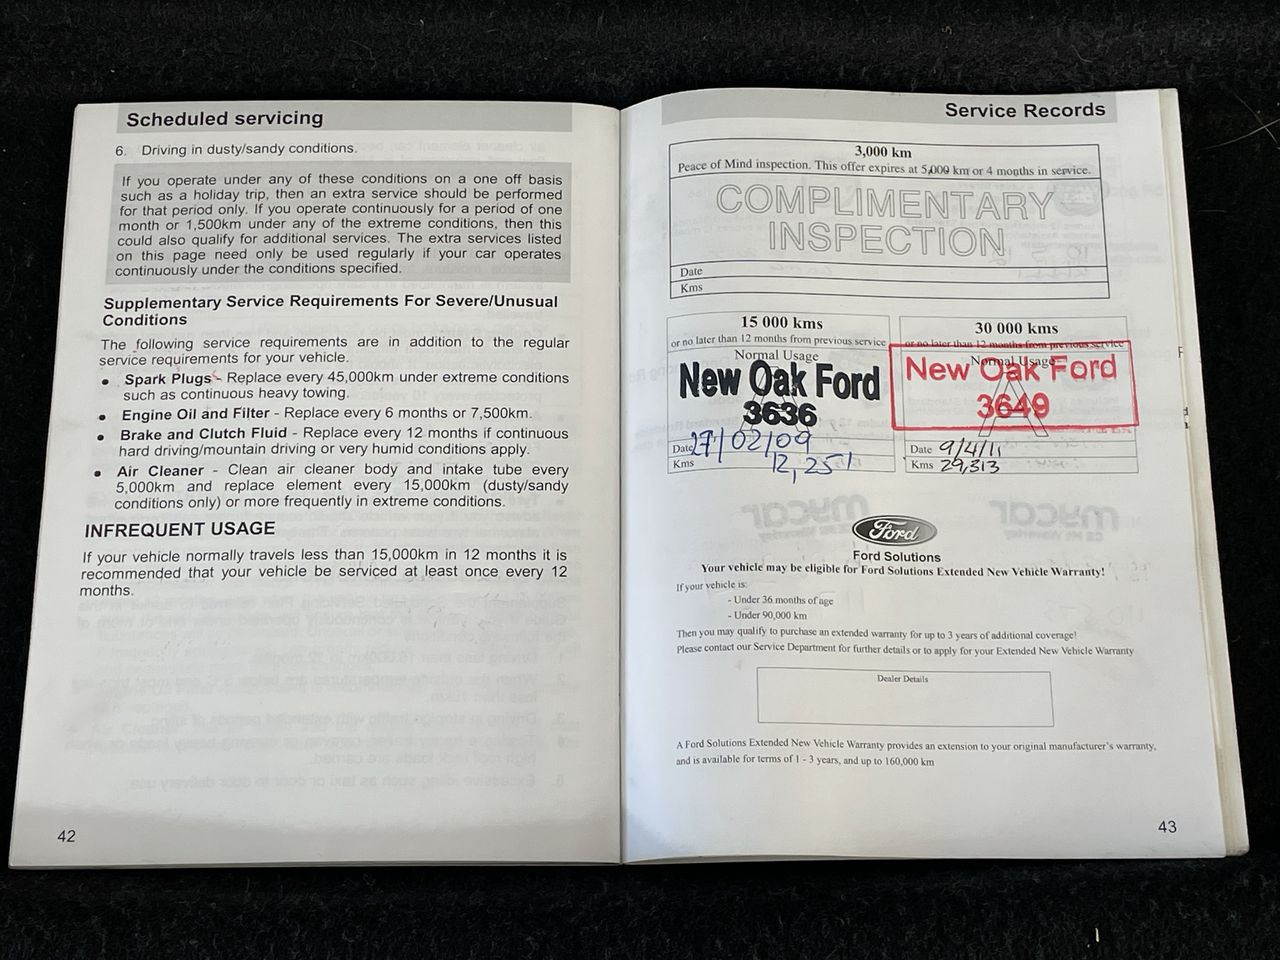 Scheduled servicing
6. Driving in dusty/sandy conditions.
If you operate under any of these conditions on a one off basis
such as a holiday trip, then an extra service should be performed
for that period only. If you operate continuously for a period of one
month or 1,500km under any of the extreme conditions, then this
could also qualify for additional services. The extra services listed
on this page need only be used regularly if your car operates
continuously under the conditions specified.
Supplementary Service Requirements For Severe/Unusual
Conditions
The following service requirements are in addition to the regular
service requirements for your vehicle.
• Spark Plugs - Replace every 45,000km under extreme conditions
such as continuous heavy towing.
• Engine Oil and Filter - Replace every 6 months or 7,500km.
• Brake and Clutch Fluid - Replace every 12 months if continuous
hard driving/mountain driving or very humid conditions apply.
• Air Cleaner - Clean air cleaner body and intake tube every
5,000km and replace element every 15,000km (dusty/sandy
conditions only) or more frequently in extreme conditions.
INFREQUENT USAGE
If your vehicle normally travels less than 15,000km in 12 months it is
recommended that your vehicle be serviced at least once every 12
months.
42
Service Records
3,000 km
Peace of Mind inspection. This offer expires at 5,000 km or 4 months in service.
COMPLIMENTARY
INSPECTION
Date
Kms
15 000 kms
or no later than 12 months from previous service
Normal Usage
New Oak Ford
3636
Date 27/02/09
Kms 12,251
30 000 kms
or no later than 12 months from previous service
Normal Usage
New Oak Ford
A
3649
Date 9/4/11
Kms 29,313
Ford
Ford Solutions
Your vehicle may be eligible for Ford Solutions Extended New Vehicle Warranty!
If your vehicle is:
- Under 36 months of age
- Under 90,000 km
Then you may qualify to purchase an extended warranty for up to 3 years of additional coverage!
Please contact our Service Department for further details or to apply for your Extended New Vehicle Warranty
Dealer Details
A Ford Solutions Extended New Vehicle Warranty provides an extension to your original manufacturer's warranty,
and is available for terms of 1 - 3 years, and up to 160,000 km
43